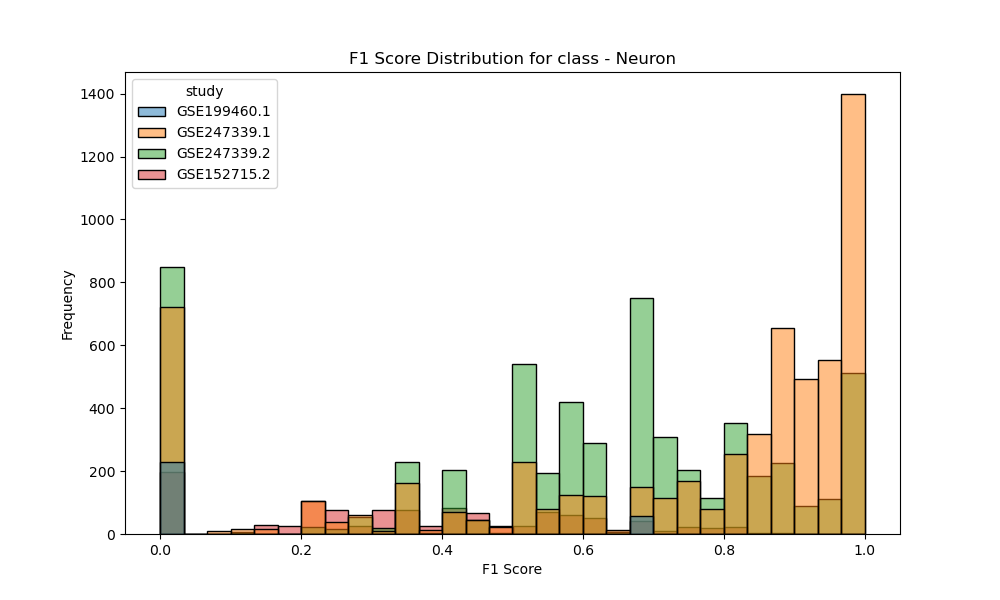 F1 Score Distribution for class - Neuron
study
GSE199460.1
GSE247339.1
GSE247339.2
GSE152715.2
1400
1200
1000
800
600
400
200
0
Frequency
0.0 0.2 0.4 0.6 0.8 1.0
F1 Score